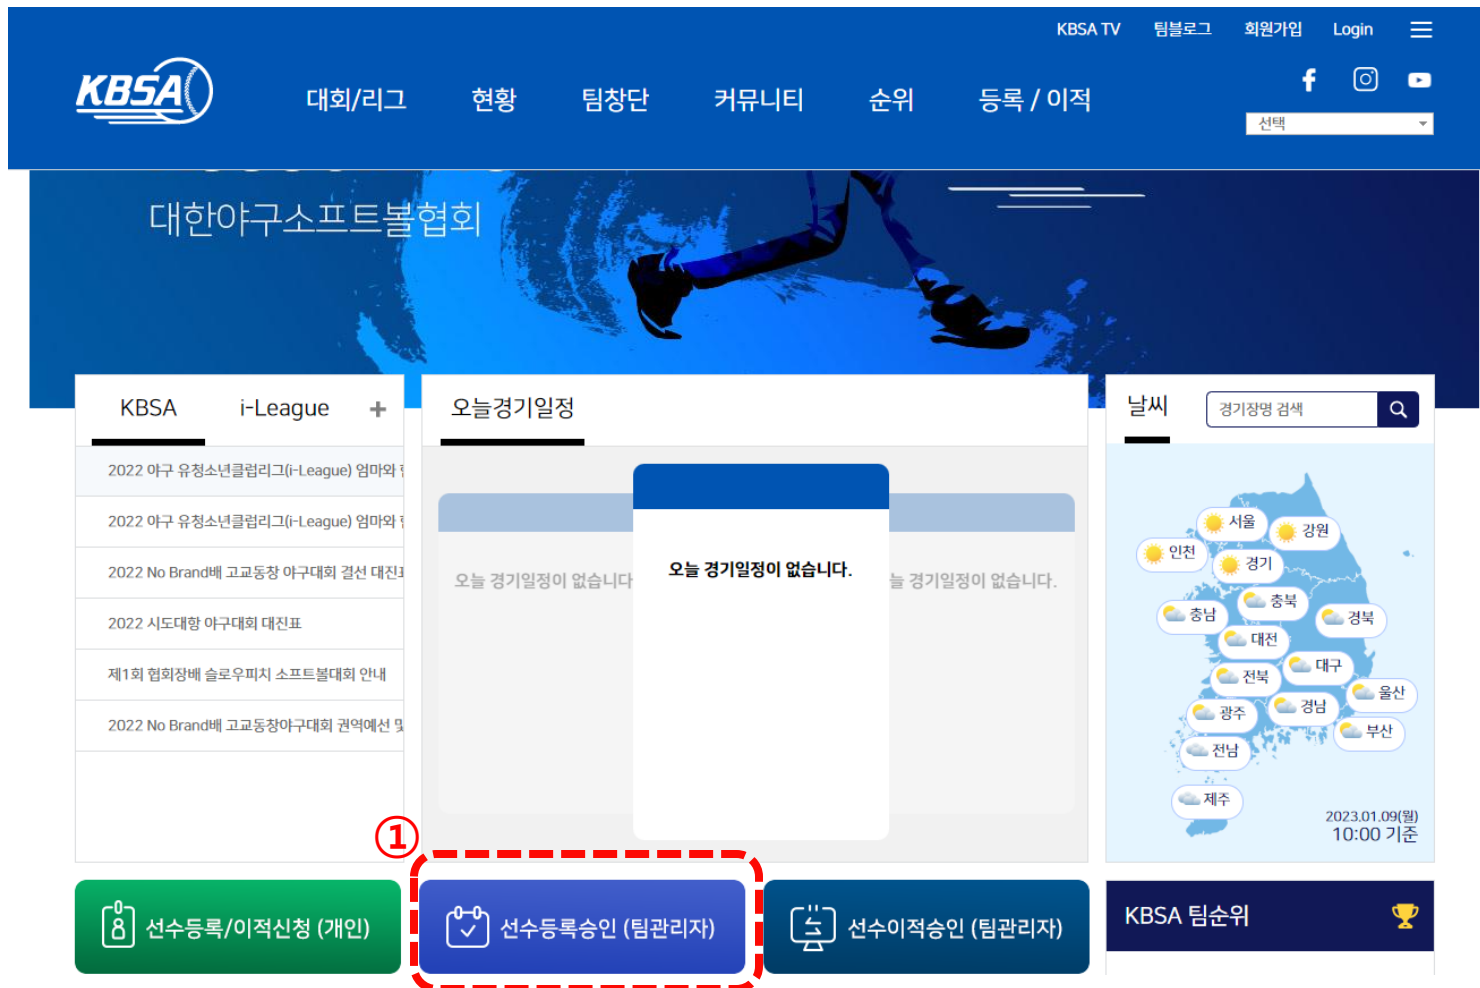 KBSA TV 팀블로그 회원가입 Login
KBSA
대회/리그 현황 팀창단 커뮤니티 순위 등록 / 이적
선택
대한야구소프트볼협회
KBSA i-League +
오늘경기일정
날씨
경기장명 검색
2022 야구 유청소년클럽리그(i-League) 엄마와
2022 야구 유청소년클럽리그(i-League) 엄마와
2022 No Brand배 고교동창 야구대회 결선 대진표
2022 시도대항 야구대회 대진표
제1회 협회장배 슬로우피치 소프트볼대회 안내
2022 No Brand배 고교동창야구대회 권역예선 및
오늘 경기일정이 없습니다
오늘 경기일정이 없습니다.
늘 경기일정이 없습니다.
서울
강원
인천
경기
충북
충남
경북
대전
대구
전북
울산
경남
광주
부산
전남
제주
2023.01.09(월)
10:00 기준
①
선수등록/이적신청 (개인)
선수등록승인 (팀관리자)
선수이적승인 (팀관리자)
KBSA 팀순위